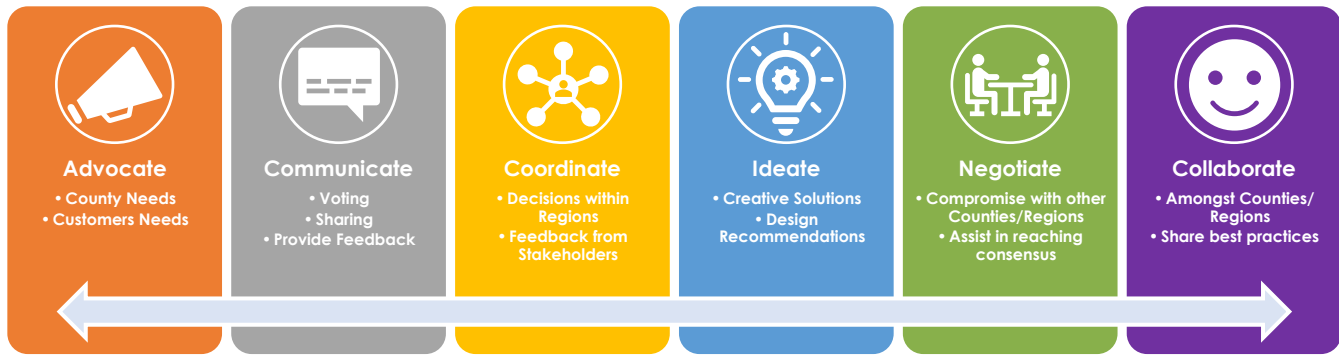 Advocate
• County Needs
• Customers Needs
Communicate
• Voting
• Sharing
• Provide Feedback
Coordinate
• Decisions within
Regions
• Feedback from
Stakeholders
Ideate
• Creative Solutions
• Design
Recommendations
Negotiate
• Compromise with other
Counties/Regions
• Assist in reaching
consensus
Collaborate
• Amongst Counties/
Regions
• Share best practices